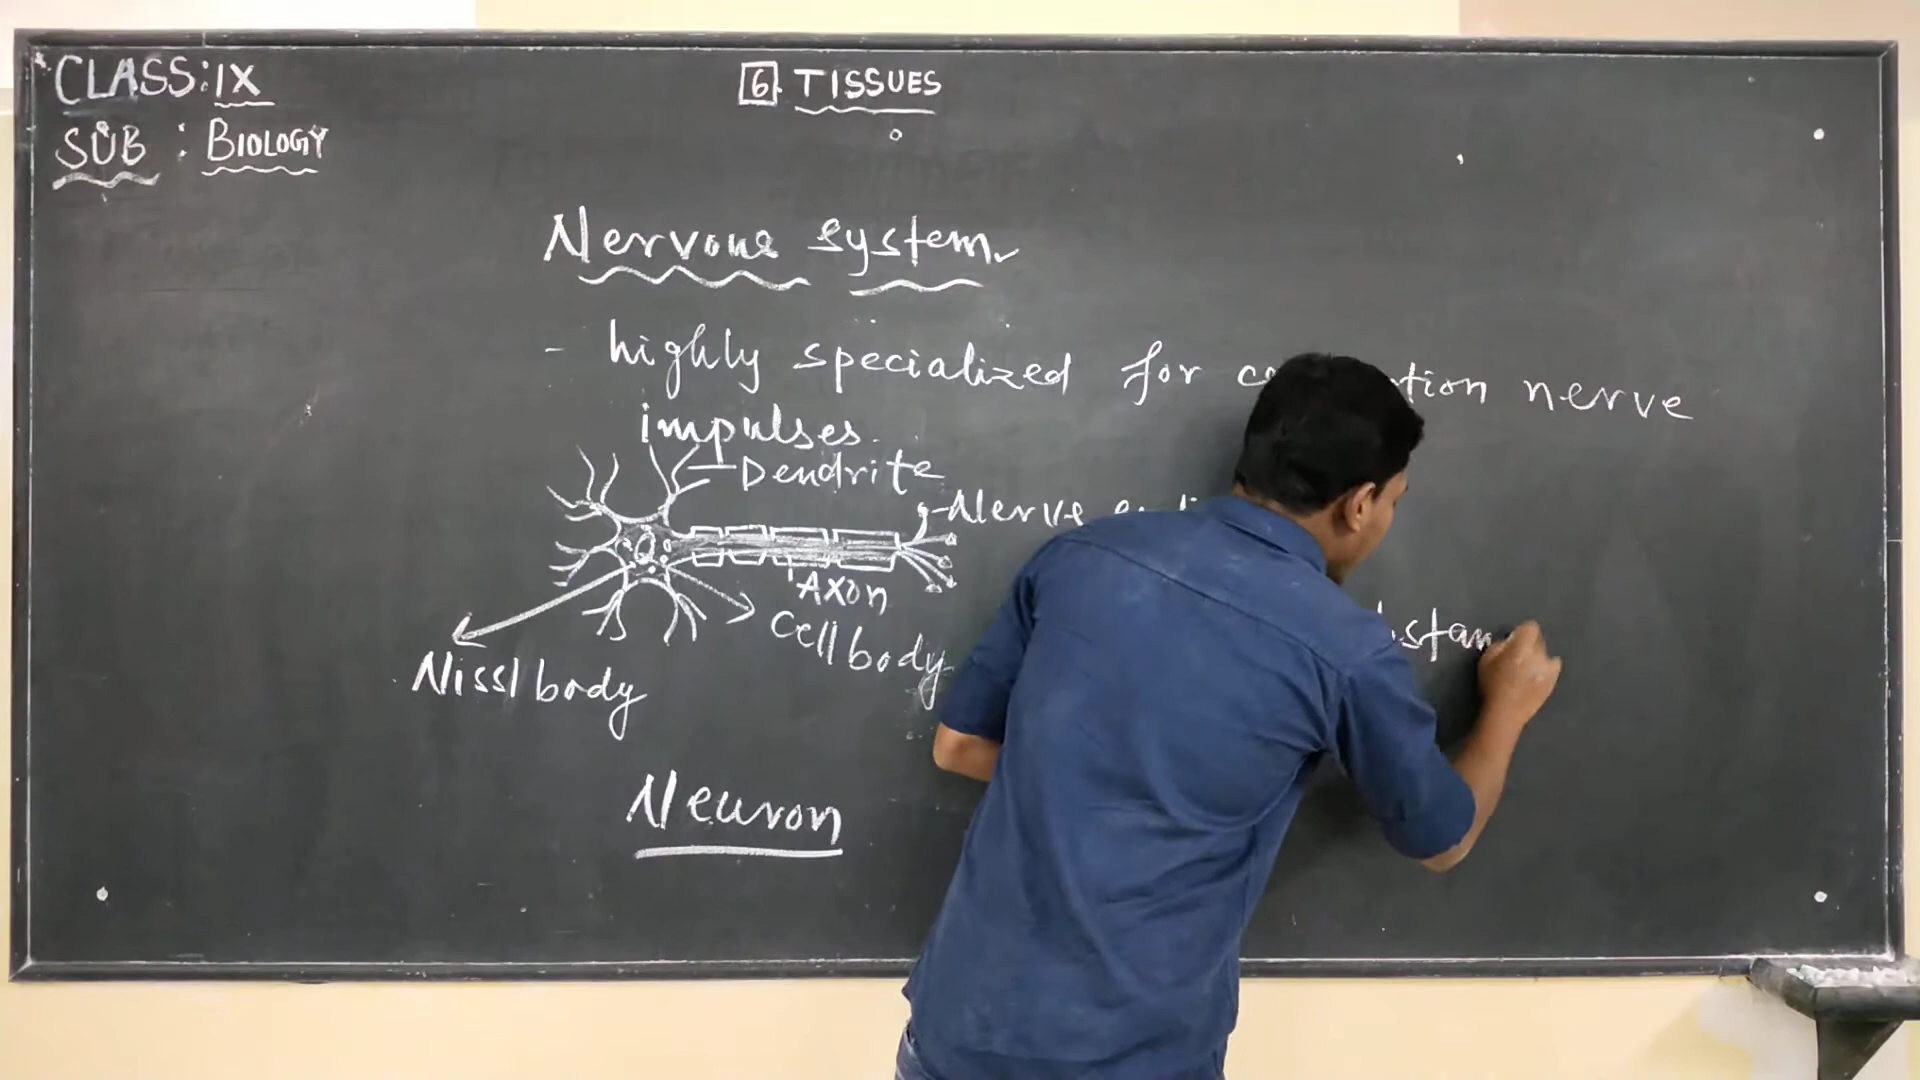 CLASS: IX
SUB : BIOLOGY
6. TISSUES
Nervous system
- highly specialized for nerve
impulses.
Dendrite
Nerve
Axon
Cell body
Nissl body
Neuron